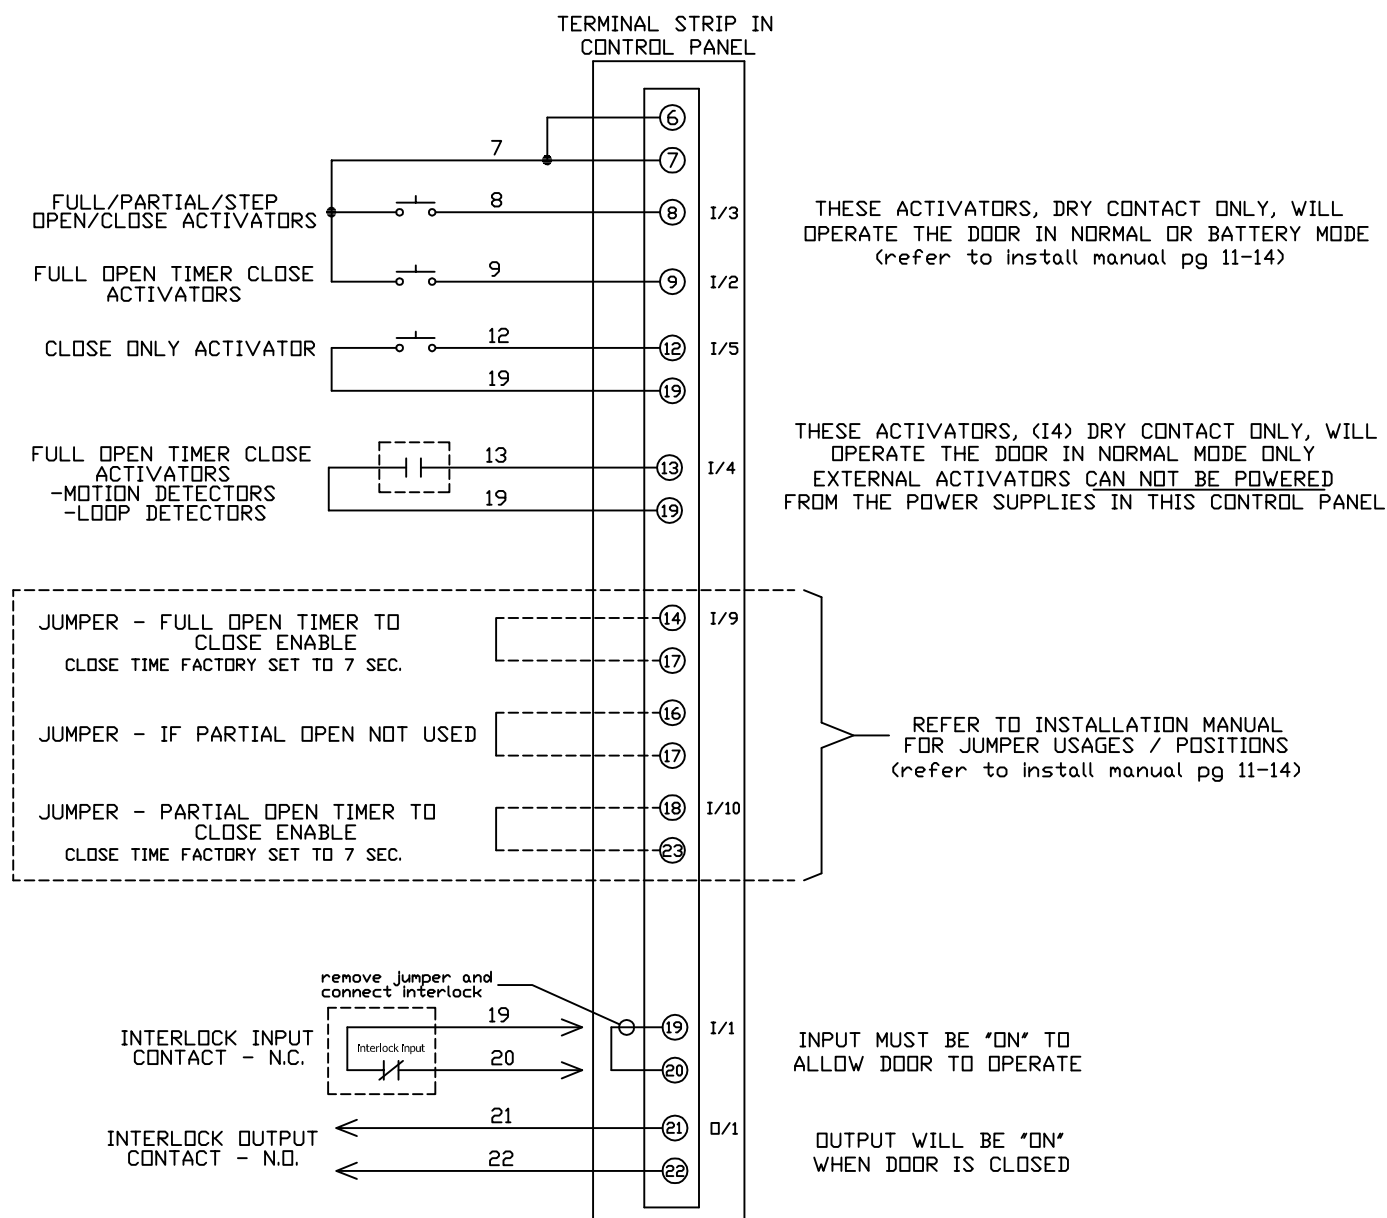 TERMINAL STRIP IN
CONTROL PANEL
6
7
7
FULL/PARTIAL/STEP
OPEN/CLOSE ACTIVATORS
8
8
I/3
THESE ACTIVATORS, DRY CONTACT ONLY, WILL
OPERATE THE DOOR IN NORMAL OR BATTERY MODE
(refer to install manual pg 11-14)
FULL OPEN TIMER CLOSE
ACTIVATORS
9
9
I/2
CLOSE ONLY ACTIVATOR
12
12
I/5
19
19
FULL OPEN TIMER CLOSE
ACTIVATORS
-MOTION DETECTORS
-LOOP DETECTORS
13
13
I/4
19
19
THESE ACTIVATORS, (I4) DRY CONTACT ONLY, WILL
OPERATE THE DOOR IN NORMAL MODE ONLY
EXTERNAL ACTIVATORS CAN NOT BE POWERED
FROM THE POWER SUPPLIES IN THIS CONTROL PANEL
JUMPER - FULL OPEN TIMER TO
CLOSE ENABLE
CLOSE TIME FACTORY SET TO 7 SEC.
14
I/9
17
JUMPER - IF PARTIAL OPEN NOT USED
16
17
REFER TO INSTALLATION MANUAL
FOR JUMPER USAGES / POSITIONS
(refer to install manual pg 11-14)
JUMPER - PARTIAL OPEN TIMER TO
CLOSE ENABLE
CLOSE TIME FACTORY SET TO 7 SEC.
18
I/10
23
remove jumper and
connect interlock
INTERLOCK INPUT
CONTACT - N.C.
19
Interlock Input
20
19
I/1
20
INPUT MUST BE "ON" TO
ALLOW DOOR TO OPERATE
INTERLOCK OUTPUT
CONTACT - N.O.
21
21
O/1
22
22
OUTPUT WILL BE "ON"
WHEN DOOR IS CLOSED